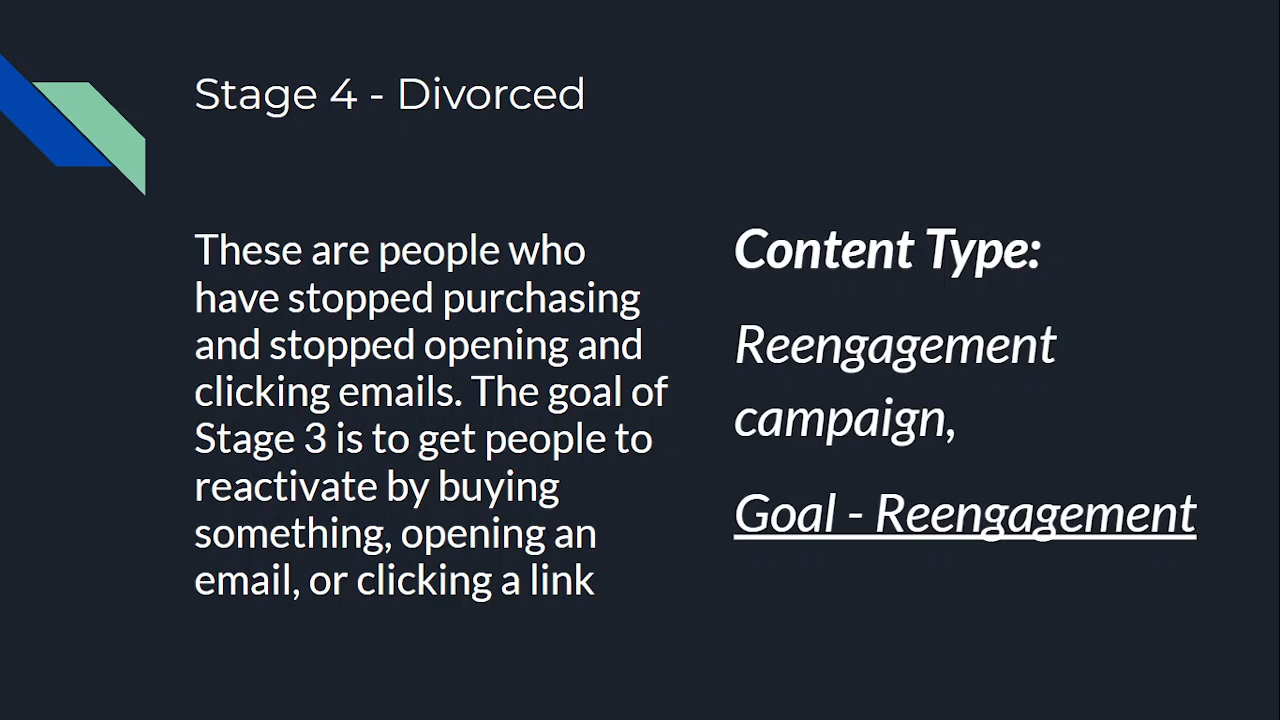 Stage 4 - Divorced
These are people who
have stopped purchasing
and stopped opening and
clicking emails. The goal of
Stage 3 is to get people to
reactivate by buying
something, opening an
email, or clicking a link
Content Type:
Reengagement
campaign,
Goal - Reengagement